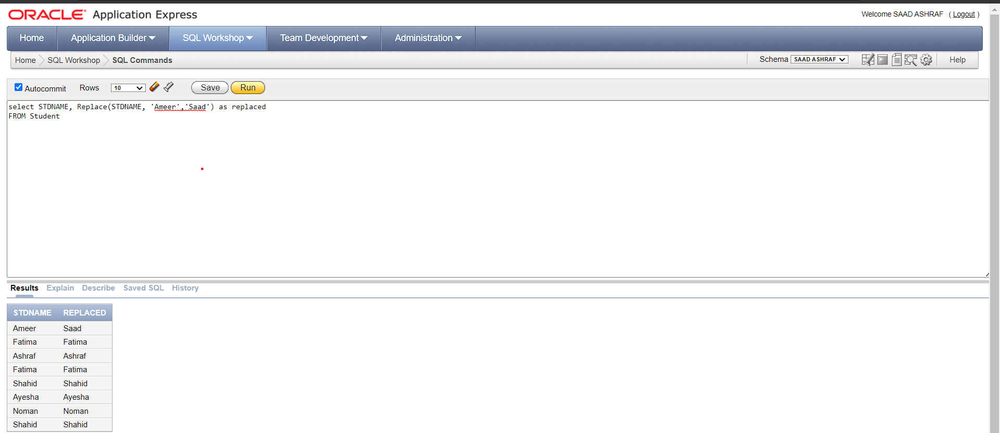 ORACLE Application Express
Welcome SAAD ASHRAF ( Logout )
Home Application Builder SQL Workshop Team Development Administration
Home SQL Workshop SQL Commands Schema SAAD ASHRAF Help
Autocommit Rows 10 Save Run
select STDNAME, Replace(STDNAME, 'Ameer','Saad') as replaced
FROM Student
Results Explain Describe Saved SQL History
STDNAME REPLACED
Ameer Saad
Fatima Fatima
Ashraf Ashraf
Fatima Fatima
Shahid Shahid
Ayesha Ayesha
Noman Noman
Shahid Shahid